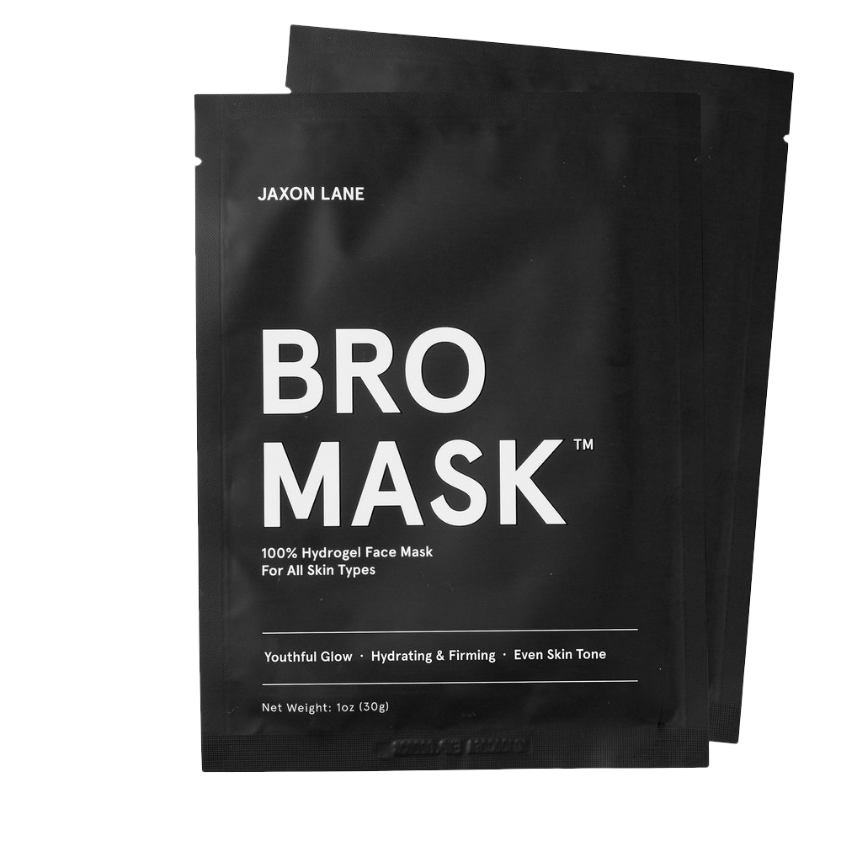 JAXON LANE
BRO
MASK™
100% Hydrogel Face Mask
For All Skin Types
Youthful Glow · Hydrating & Firming · Even Skin Tone
Net Weight: 1oz (30g)